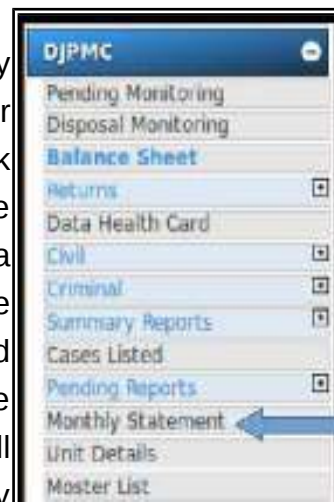 DJPMC
Pending Monitoring
Disposal Monitoring
Balance Sheet
Returns
Data Health Card
Civil
Criminal
Summary Reports
Cases Listed
Pending Reports
Monthly Statement
Unit Details
Moster List
y
r
k
e
a
e
d
e
ll
y